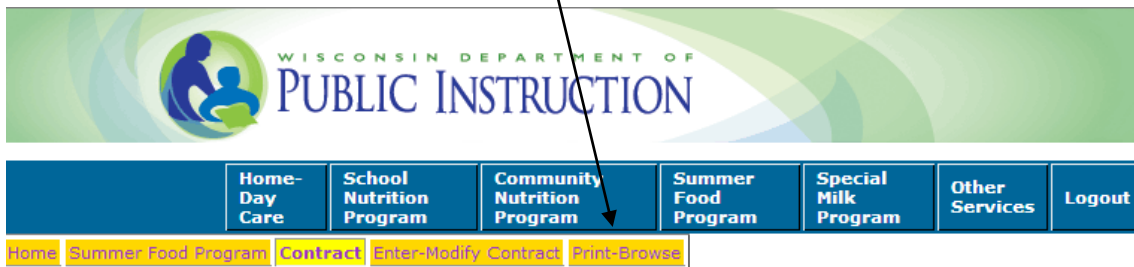 WISCONSIN DEPARTMENT OF
PUBLIC INSTRUCTION
Home-
Day
Care
School
Nutrition
Program
Community
Nutrition
Program
Summer
Food
Program
Special
Milk
Program
Other
Services
Logout
Home Summer Food Program Contract Enter-Modify Contract Print-Browse